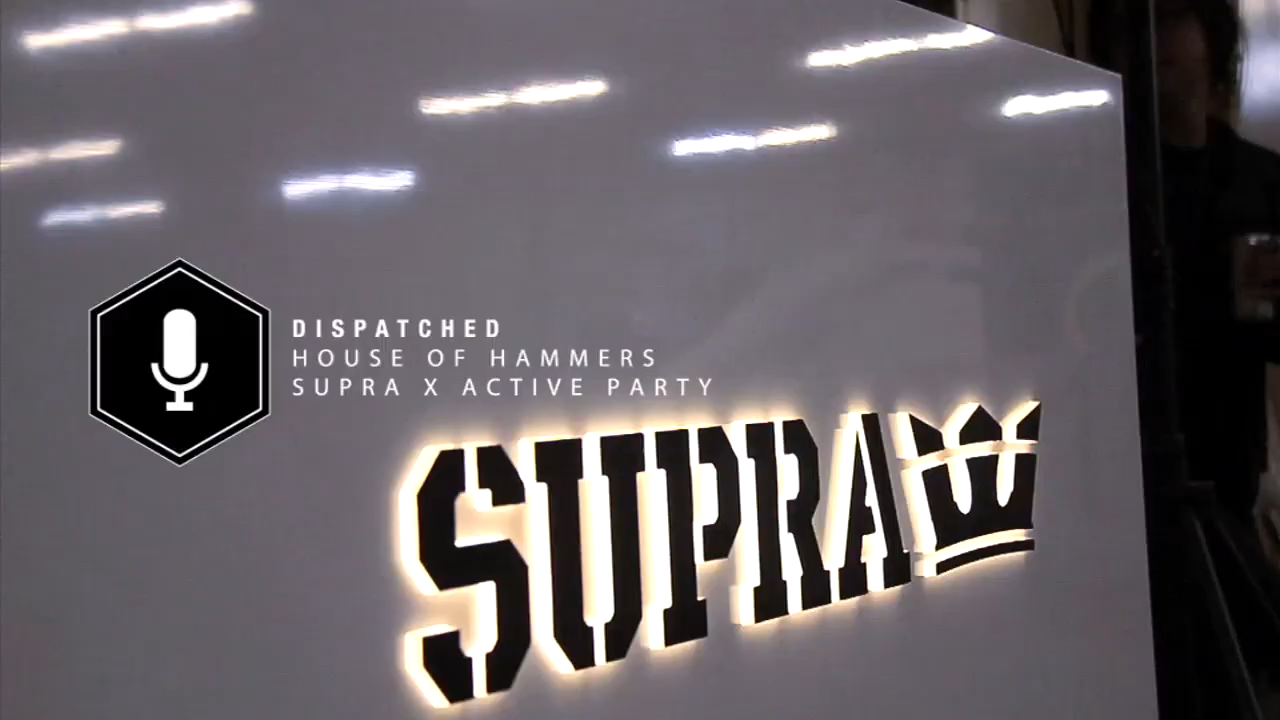 DISPATCHED
HOUSE OF HAMMERS
SUPRA X ACTIVE PARTY
SUPRA